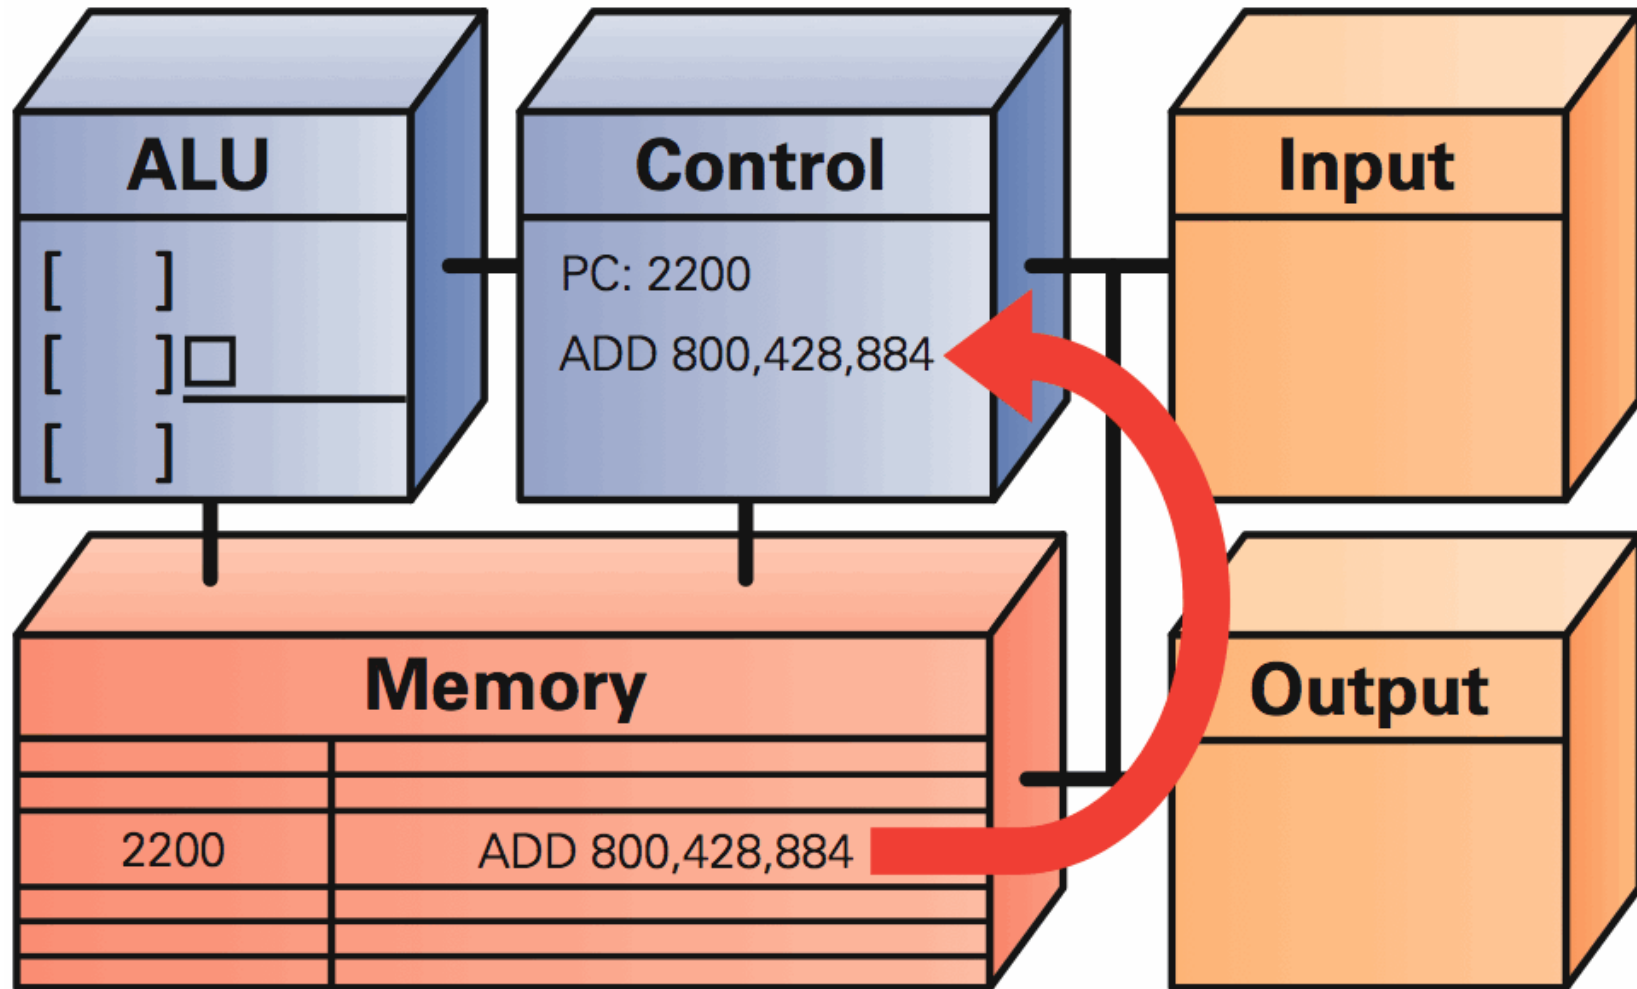 ALU
[ ]
[ ]
[ ]
Control
PC: 2200
ADD 800,428,884
Input
Memory
2200 ADD 800,428,884
Output